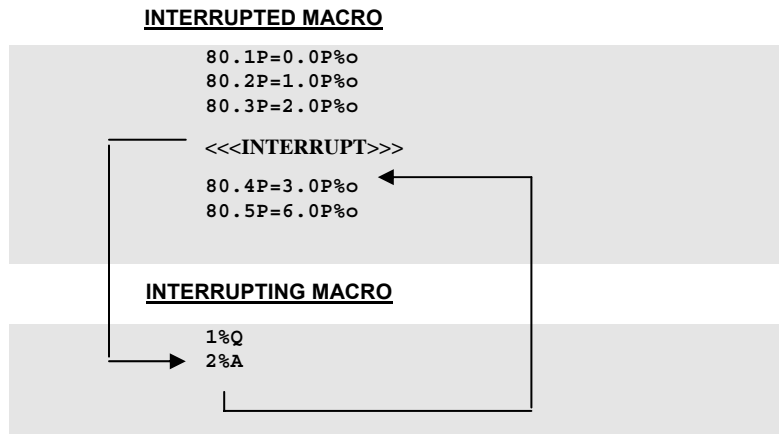 INTERRUPTED MACRO
80.1P=0.0P%o
80.2P=1.0P%o
80.3P=2.0P%o
<<<INTERRUPT>>>
80.4P=3.0P%o
80.5P=6.0P%o
INTERRUPTING MACRO
1%Q
2%A